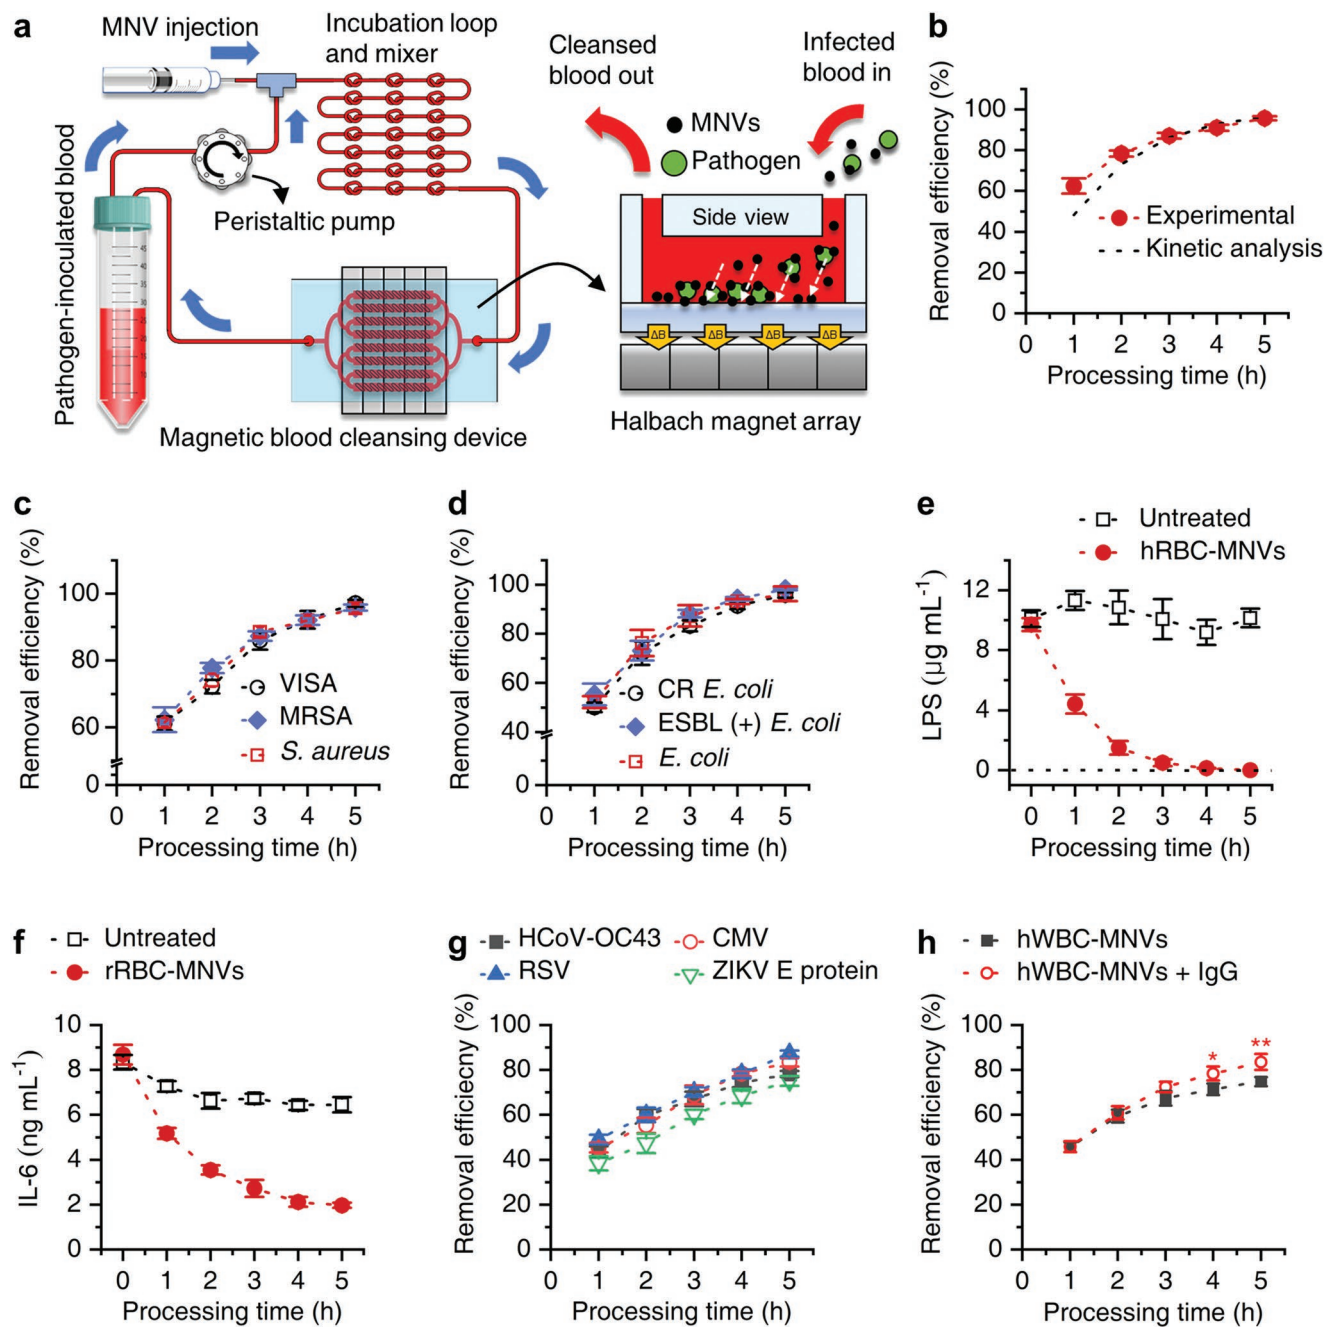 a
MNV injection
Incubation loop
and mixer
Cleansed
blood out
Infected
blood in
MNVs
Pathogen
Pathogen-inoculated blood
Peristaltic pump
Side view
ΔB ΔB ΔB ΔB
Magnetic blood cleansing device
Halbach magnet array
b
Removal efficiency (%)
100
80
60
40
20
0
Experimental
Kinetic analysis
1 2 3 4 5
Processing time (h)
c
Removal efficiency (%)
100
80
60
0
VISA
MRSA
S. aureus
0 1 2 3 4 5
Processing time (h)
d
Removal efficiency (%)
100
80
60
40
0
CR E. coli
ESBL (+) E. coli
E. coli
0 1 2 3 4 5
Processing time (h)
e
Untreated
hRBC-MNVs
LPS (μg mL⁻¹)
12
8
4
0
0 1 2 3 4 5
Processing time (h)
f
Untreated
rRBC-MNVs
IL-6 (ng mL⁻¹)
10
8
6
4
2
0
0 1 2 3 4 5
Processing time (h)
g
HCoV-OC43 CMV
RSV ZIKV E protein
Removal efficiecny (%)
100
80
60
40
20
0
0 1 2 3 4 5
Processing time (h)
h
hWBC-MNVs
hWBC-MNVs + IgG
Removal efficiency (%)
100
80
60
40
20
0
* **
0 1 2 3 4 5
Processing time (h)